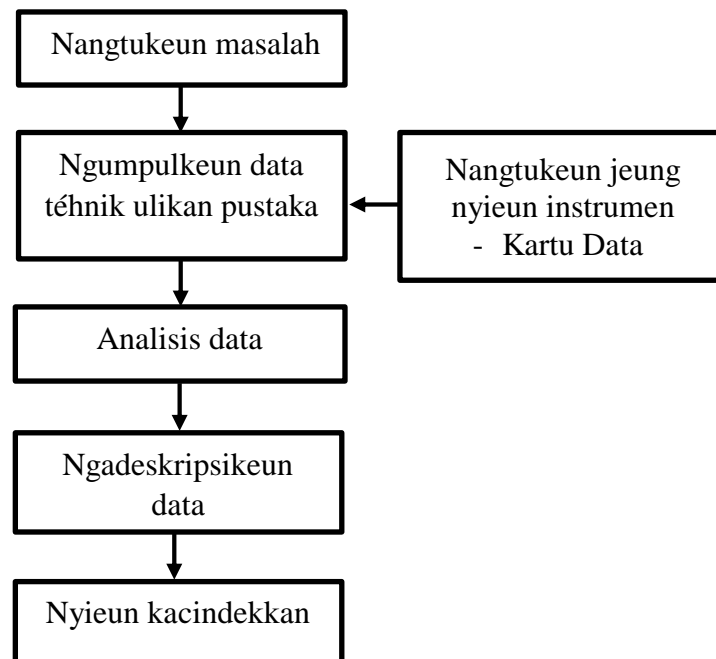 Nangtukeun masalah
Ngumpulkeun data
téhnik ulikan pustaka
Nangtukeun jeung
nyieun instrumen
- Kartu Data
Analisis data
Ngadeskripsikeun
data
Nyieun kacindekkan